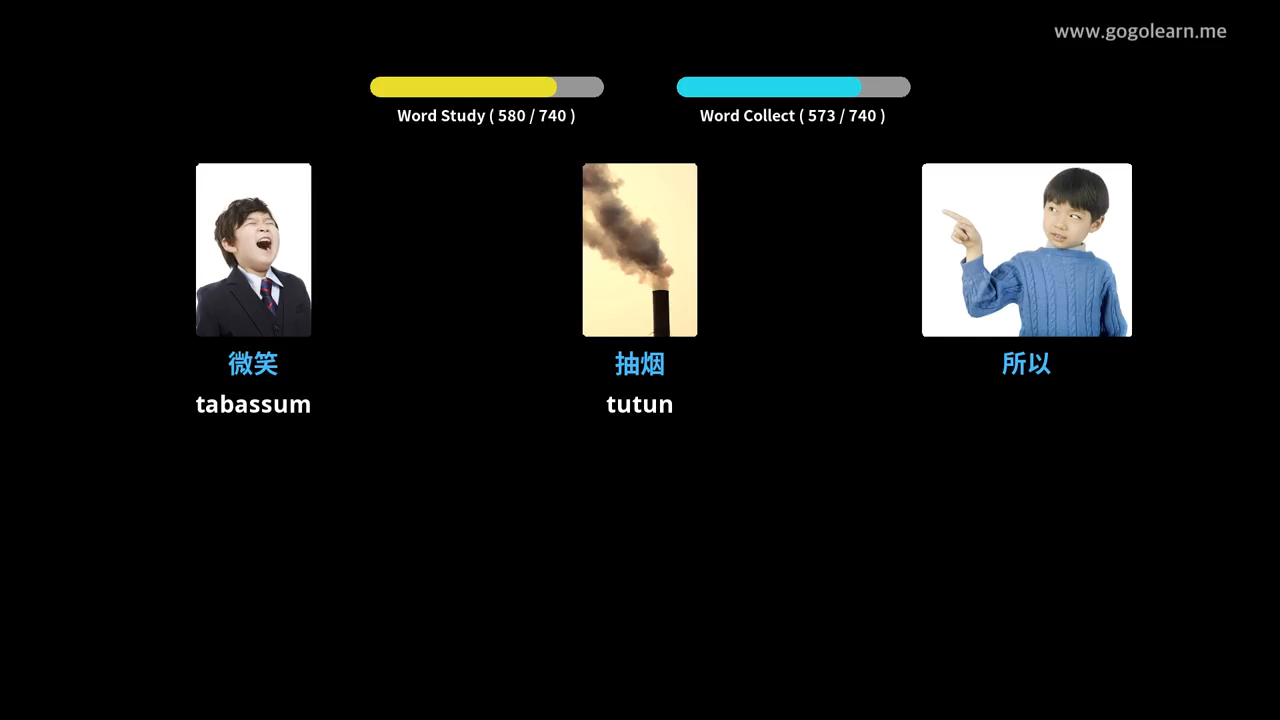 www.gogolearn.me
Word Study ( 580 / 740 )
Word Collect ( 573 / 740 )
微笑
tabassum
抽烟
tutun
所以